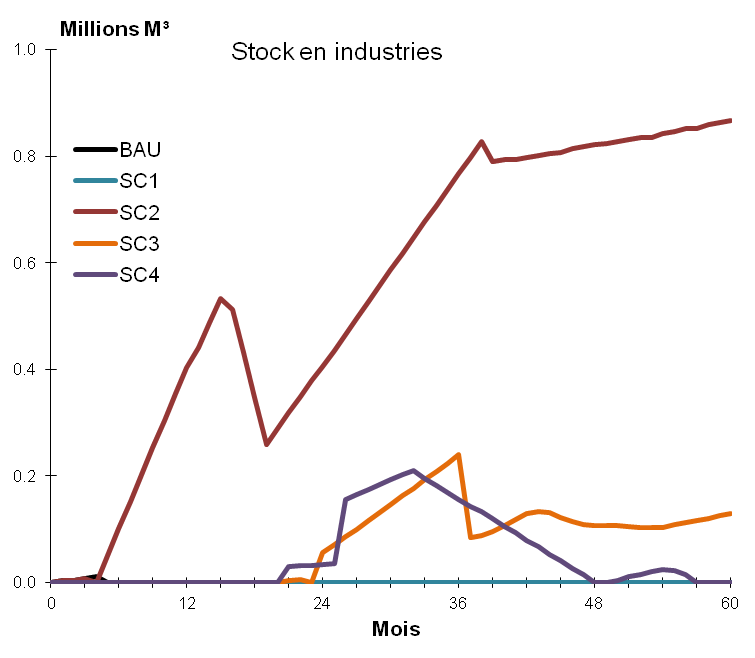 Millions M³
Stock en industries
1.0
0.8
0.6
0.4
0.2
0.0
BAU
SC1
SC2
SC3
SC4
0 12 24 36 48 60
Mois